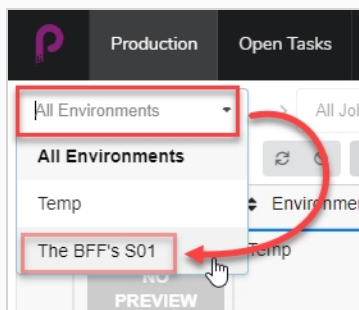 Production Open Tasks
All Environments
All Jo
All Environments
Temp
Environme
The BFF's S01
Temp
NO
PREVIEW